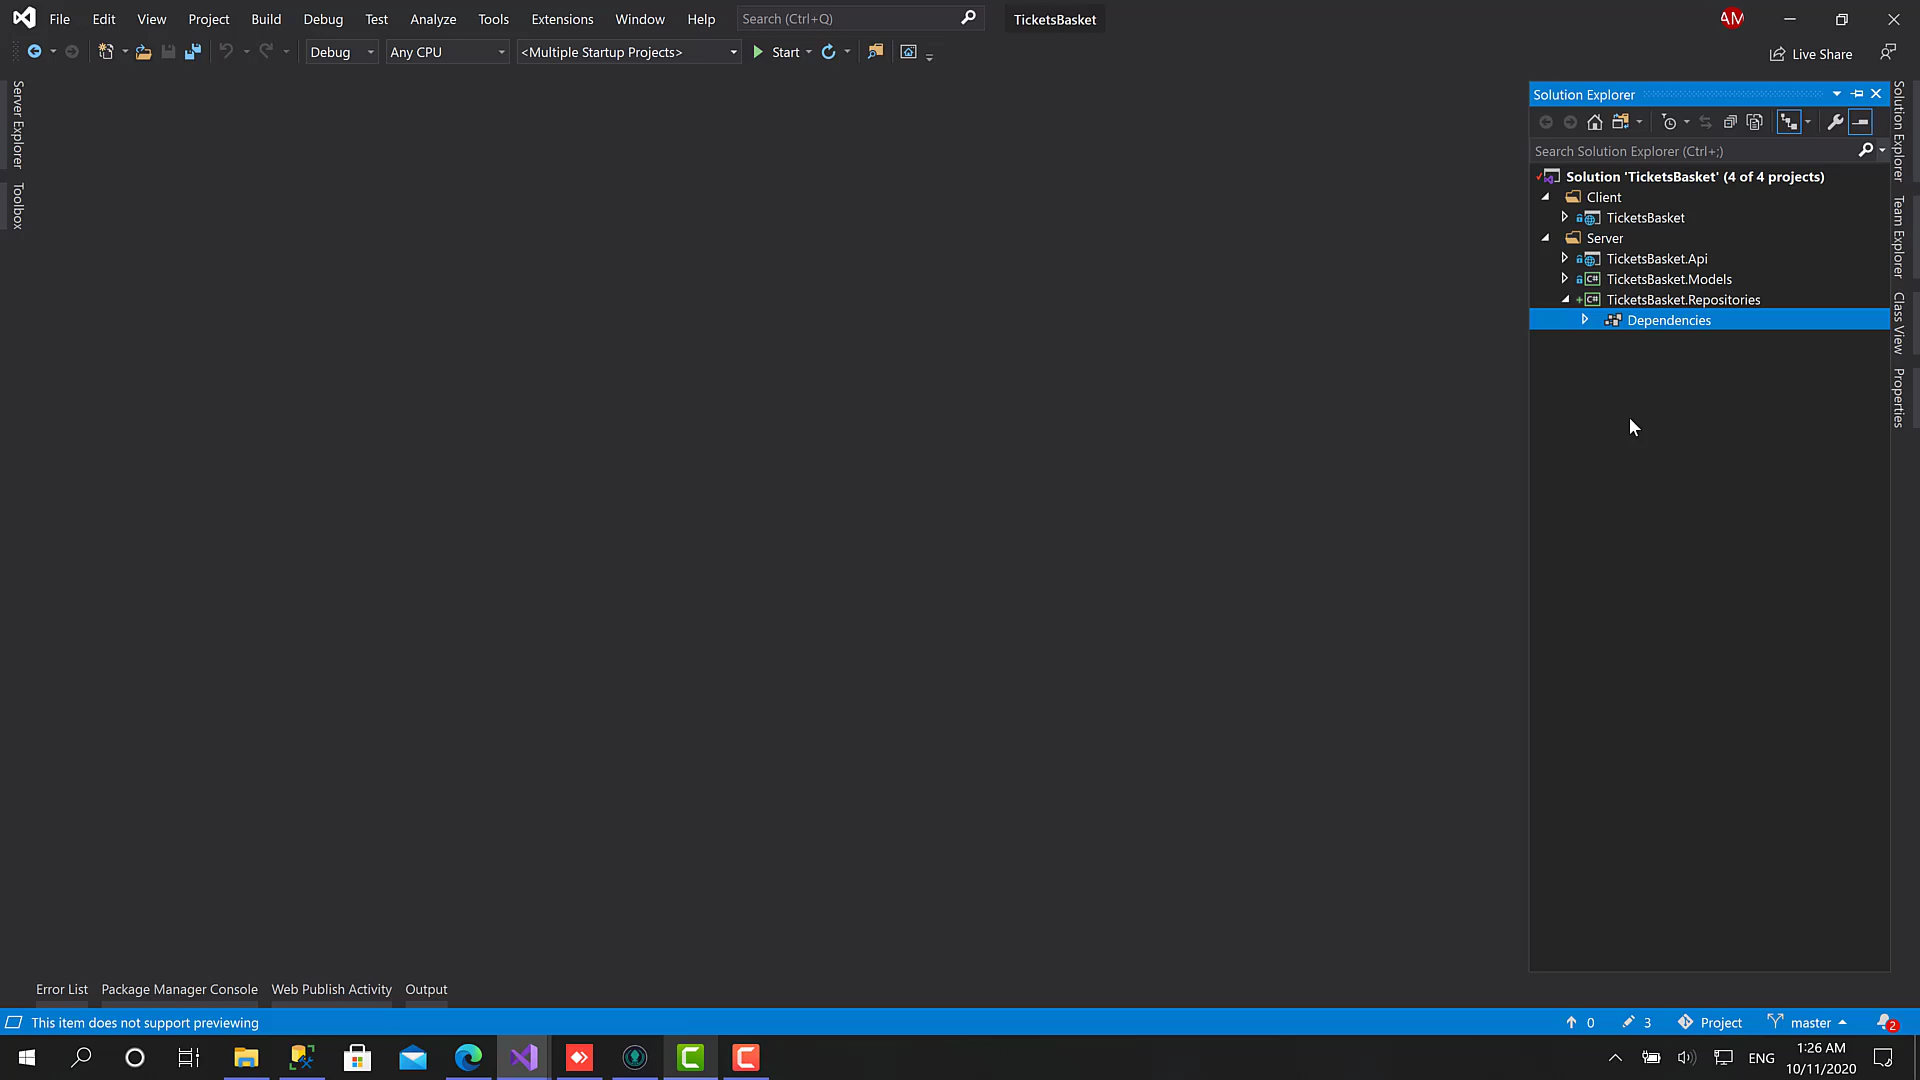 File Edit View Project Build Debug Test Analyze Tools Extensions Window Help Search (Ctrl+Q) TicketsBasket AM
Debug Any CPU <Multiple Startup Projects> Start Live Share
Server Explorer
Toolbox
Solution Explorer
Search Solution Explorer (Ctrl+;)
Solution 'TicketsBasket' (4 of 4 projects)
Client
TicketsBasket
Server
TicketsBasket.Api
C# TicketsBasket.Models
C# TicketsBasket.Repositories
Dependencies
Solution Explorer
Team Explorer
Class View
Properties
Error List Package Manager Console Web Publish Activity Output
This item does not support previewing 0 3 Project master 2
ENG 1:26 AM
10/11/2020